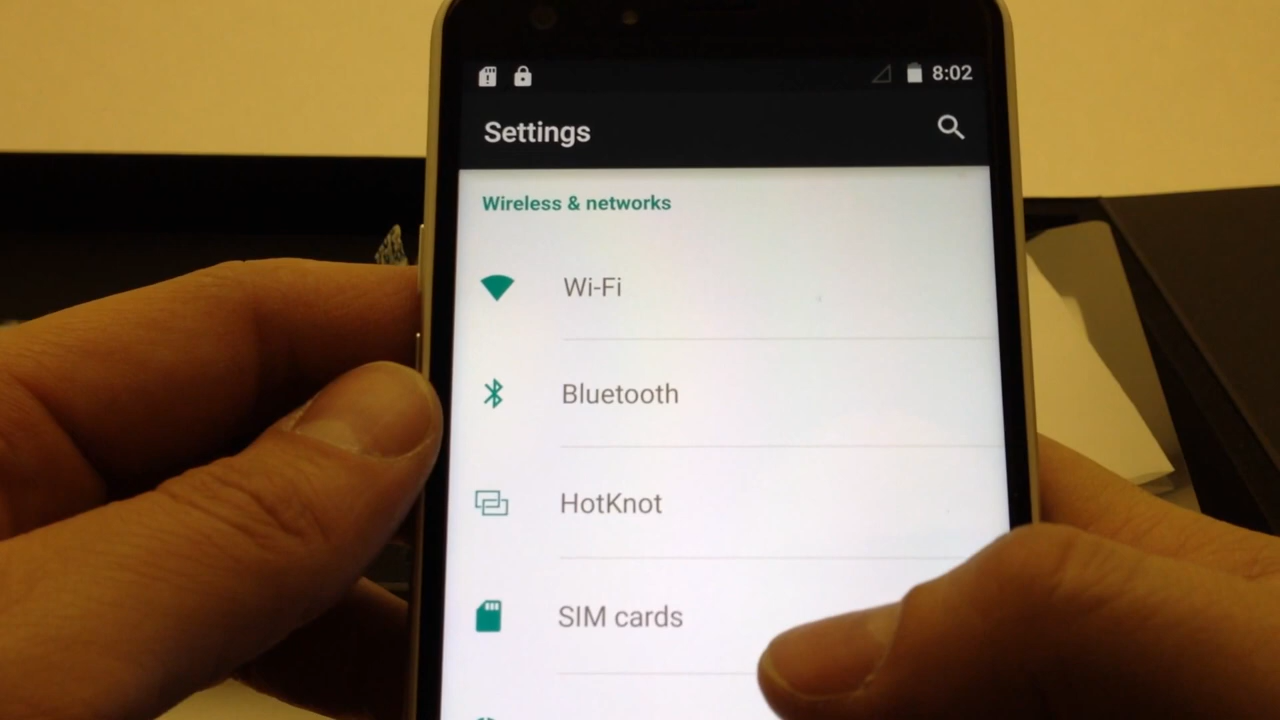 8:02
Settings
Wireless & networks
Wi-Fi
Bluetooth
HotKnot
SIM cards